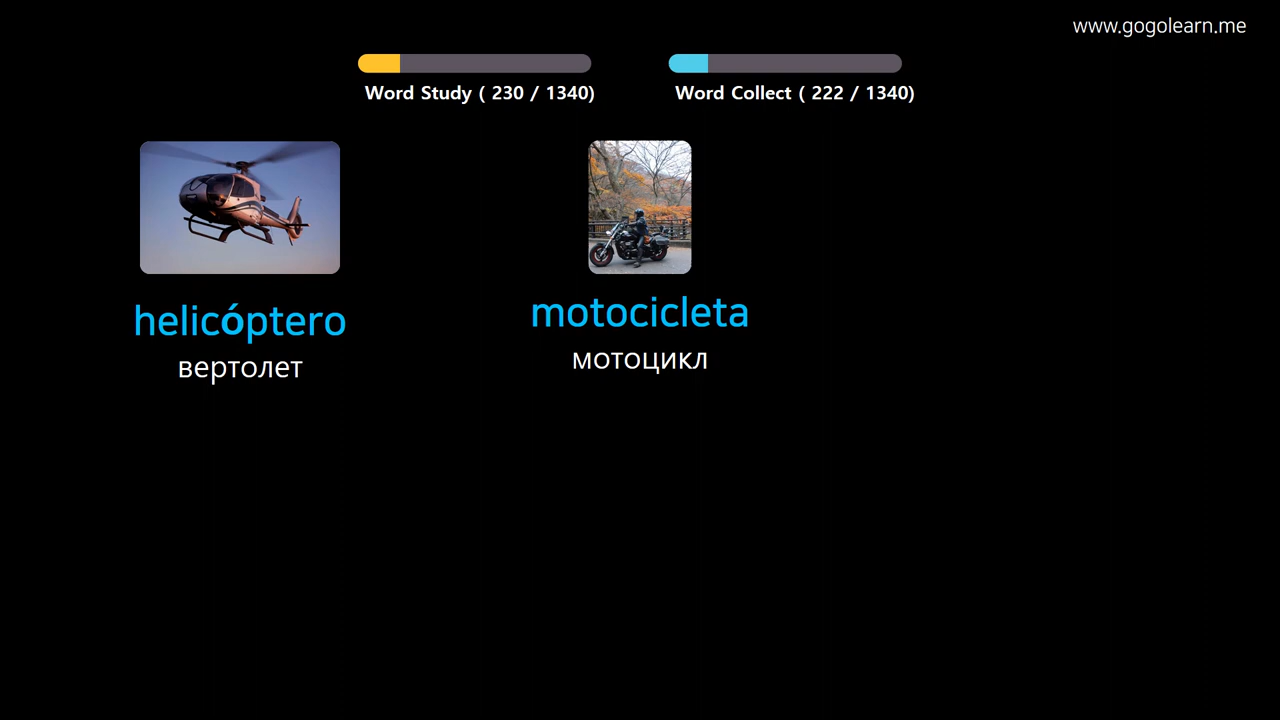 www.gogolearn.me
Word Study ( 230 / 1340)
Word Collect ( 222 / 1340)
helicóptero
вертолет
motocicleta
мотоцикл